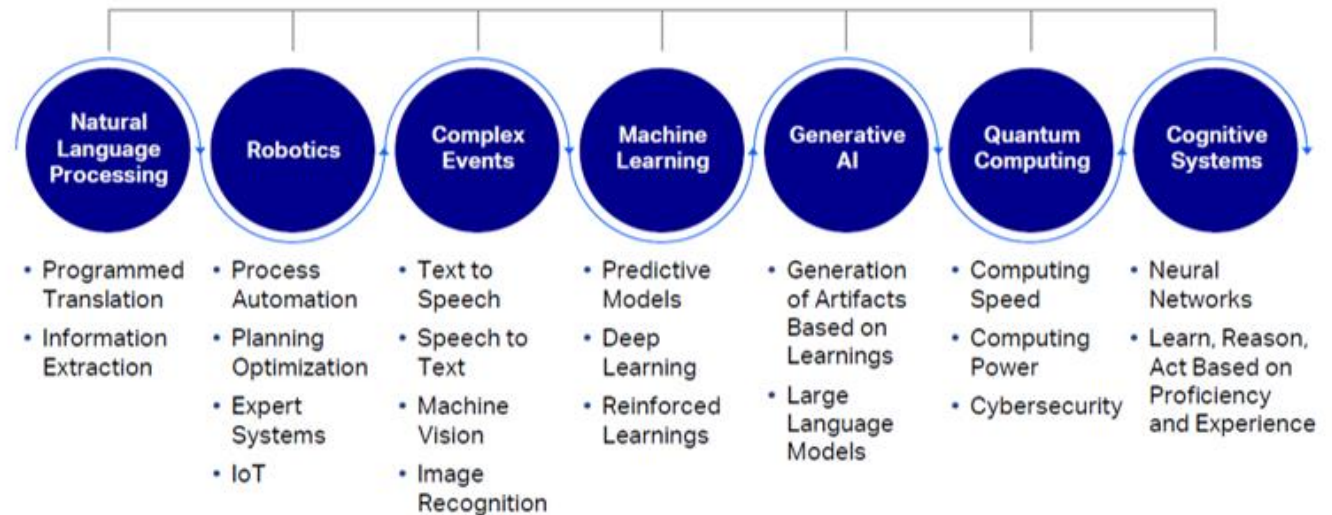 Natural
Language
Processing
Robotics
Complex
Events
Machine
Learning
Generative
AI
Quantum
Computing
Cognitive
Systems
• Programmed
Translation
• Information
Extraction
• Process
Automation
• Planning
Optimization
• Expert
Systems
• IoT
• Text to
Speech
• Speech to
Text
• Machine
Vision
• Image
Recognition
• Predictive
Models
• Deep
Learning
• Reinforced
Learnings
• Generation
of Artifacts
Based on
Learnings
• Large
Language
Models
• Computing
Speed
• Computing
Power
• Cybersecurity
• Neural
Networks
• Learn, Reason,
Act Based on
Proficiency
and Experience